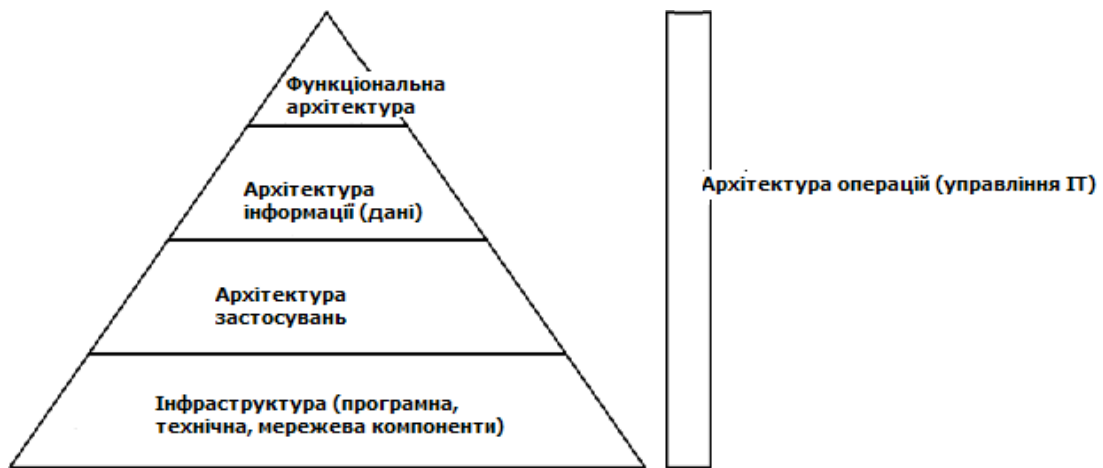 Функціональна
архітектура
Архітектура
інформації (дані)
Архітектура операцій (управління ІТ)
Архітектура
застосувань
Інфраструктура (програмна,
технічна, мережева компоненти)